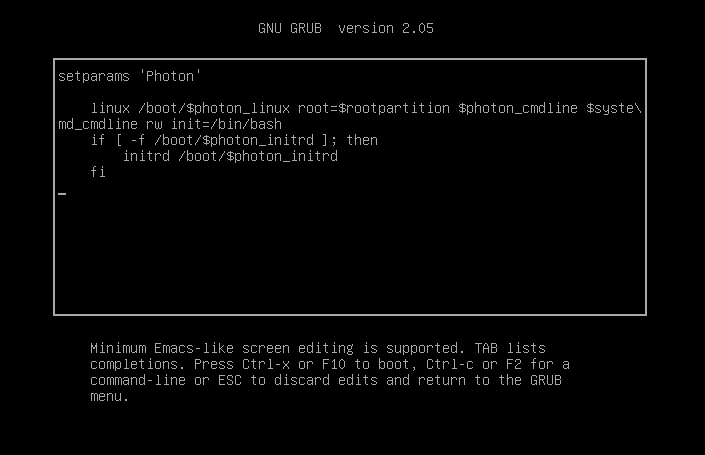 GNU GRUB  version 2.05
setparams 'Photon'
linux /boot/$photon_linux root=$rootpartition $photon_cmdline $syste\
md_cmdline rw init=/bin/bash
if [ -f /boot/$photon_initrd ]; then
initrd /boot/$photon_initrd
fi
Minimum Emacs-like screen editing is supported. TAB lists
completions. Press Ctrl-x or F10 to boot, Ctrl-c or F2 for a
command-line or ESC to discard edits and return to the GRUB
menu.